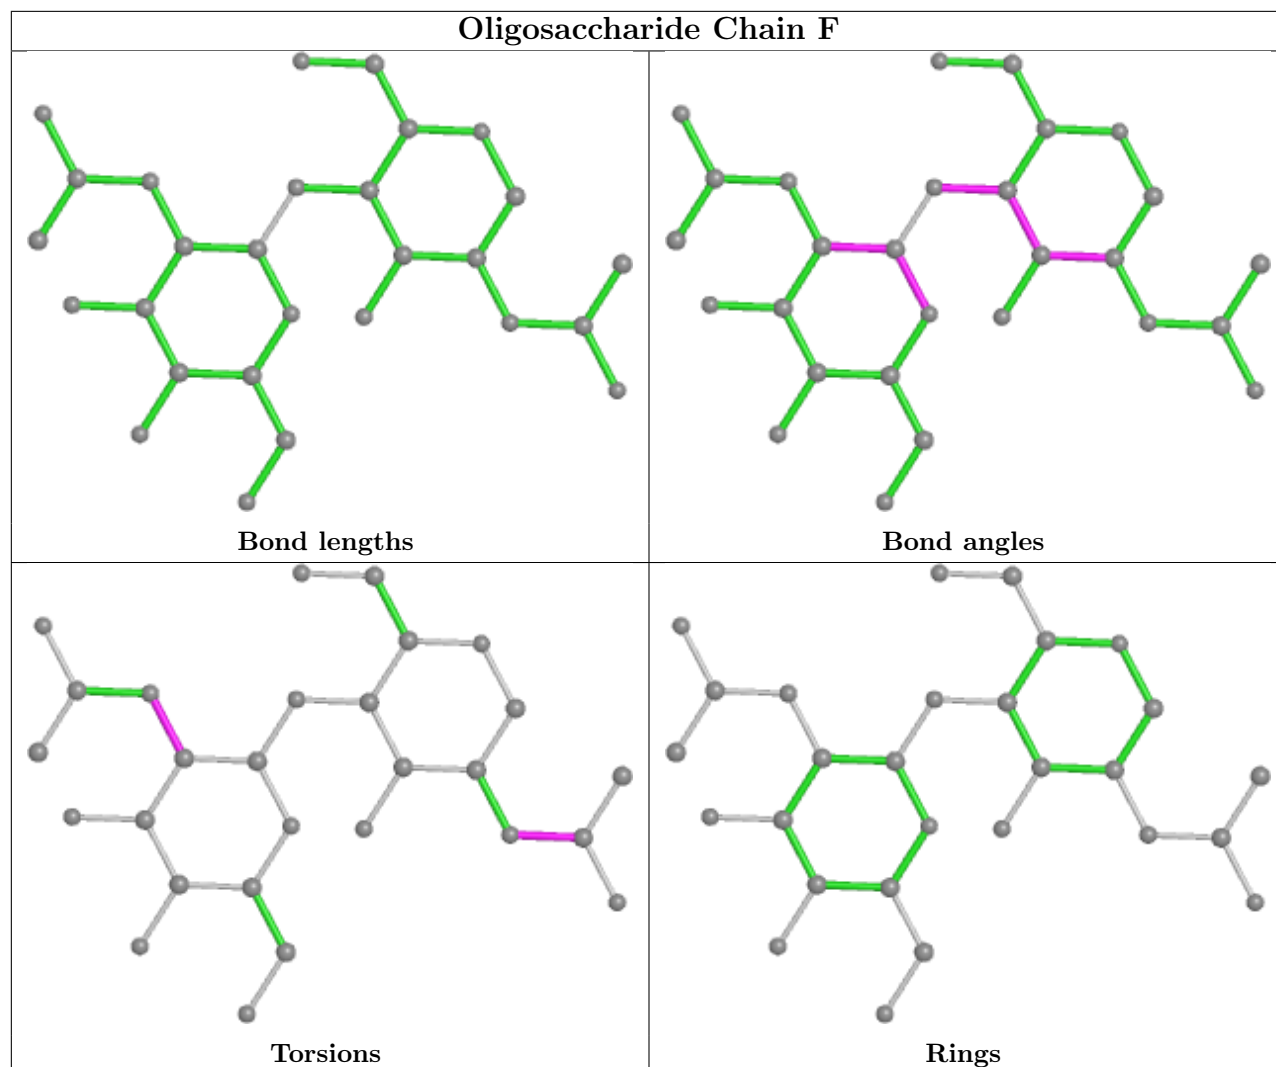 Oligosaccharide Chain F
Bond lengths
Bond angles
Torsions
Rings